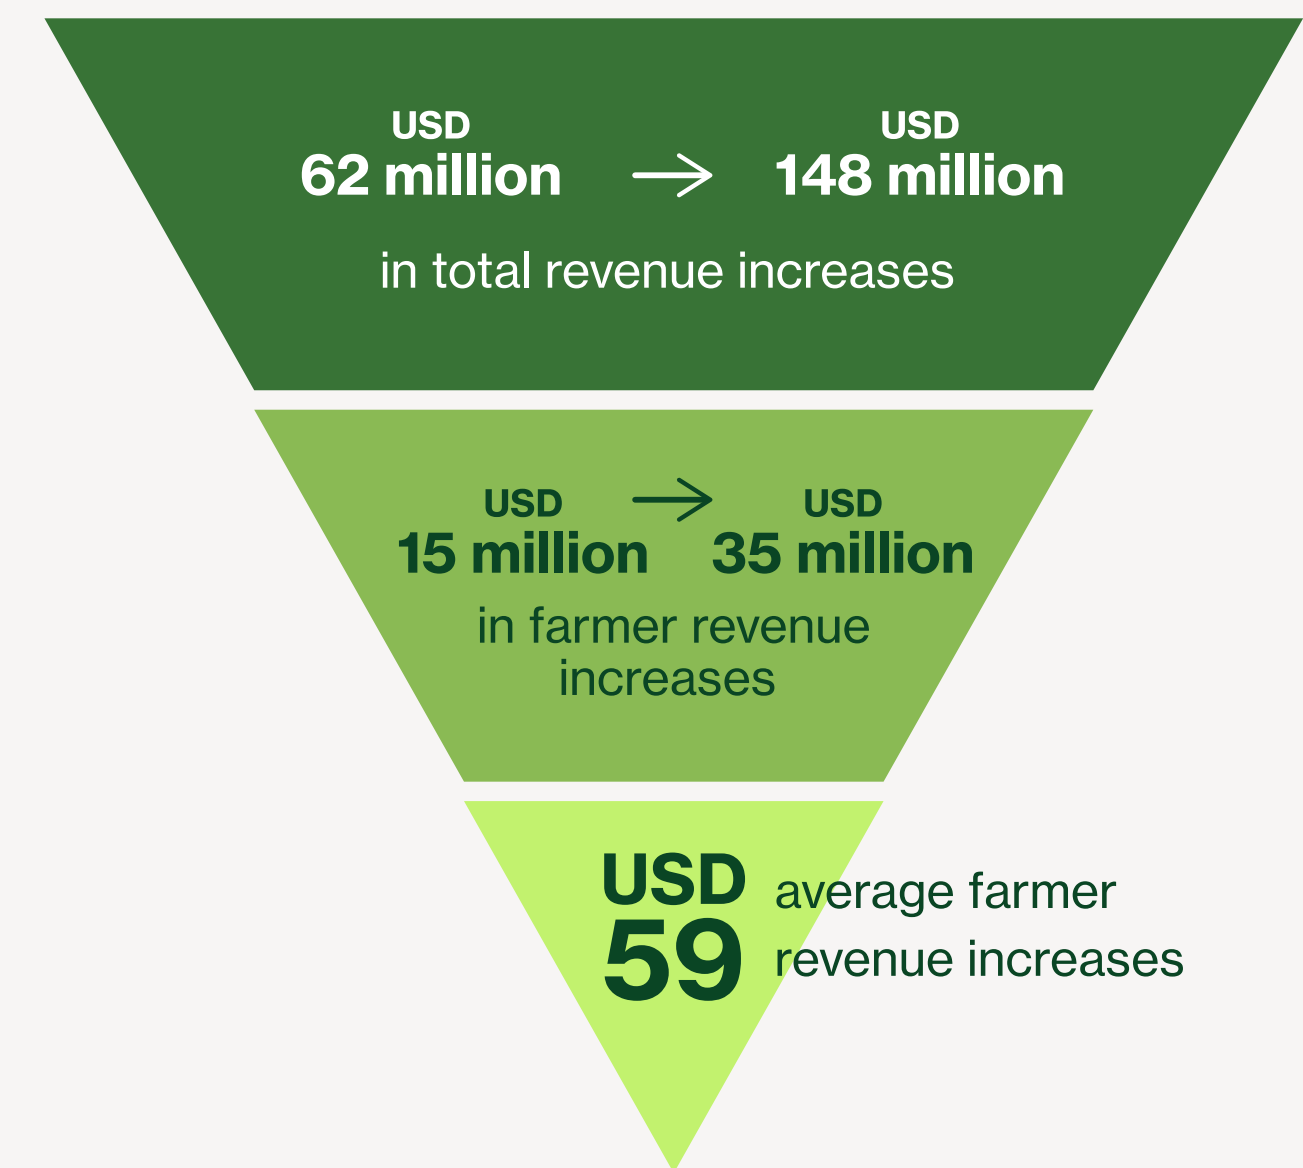 USD USD
62 million → 148 million
in total revenue increases
USD → USD
15 million 35 million
in farmer revenue
increases
USD
59
average farmer
revenue increases